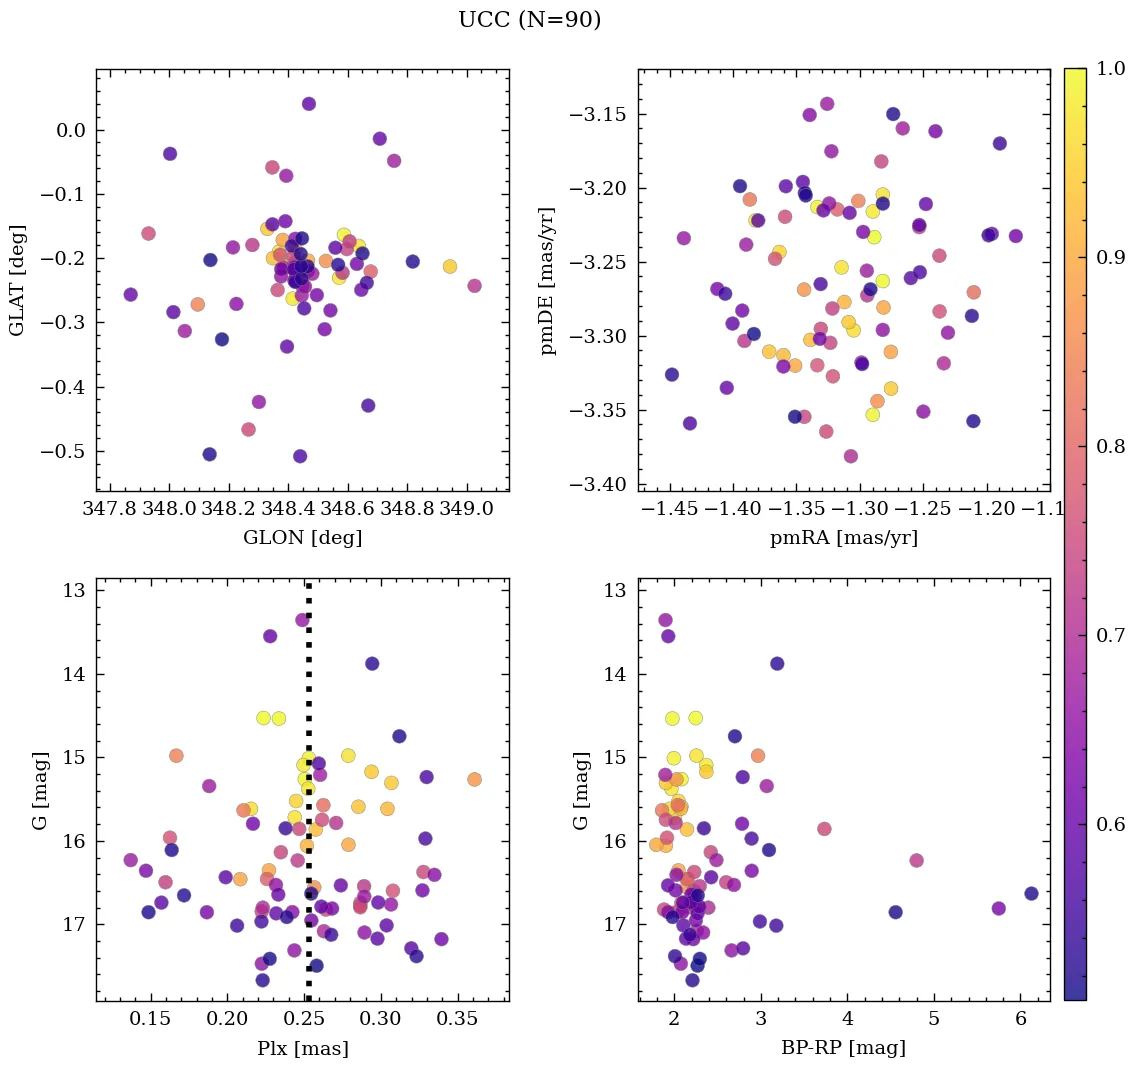 UCC (N=90)
0.0
−0.1
−0.2
−0.3
−0.4
−0.5
GLAT [deg]
347.8 348.0 348.2 348.4 348.6 348.8 349.0
GLON [deg]
−3.15
−3.20
−3.25
−3.30
−3.35
−3.40
pmDE [mas/yr]
−1.45 −1.40 −1.35 −1.30 −1.25 −1.20 −1.1
pmRA [mas/yr]
13
14
15
16
17
G [mag]
0.15 0.20 0.25 0.30 0.35
Plx [mas]
13
14
15
16
17
G [mag]
2 3 4 5 6
BP-RP [mag]
1.0
0.9
0.8
0.7
0.6